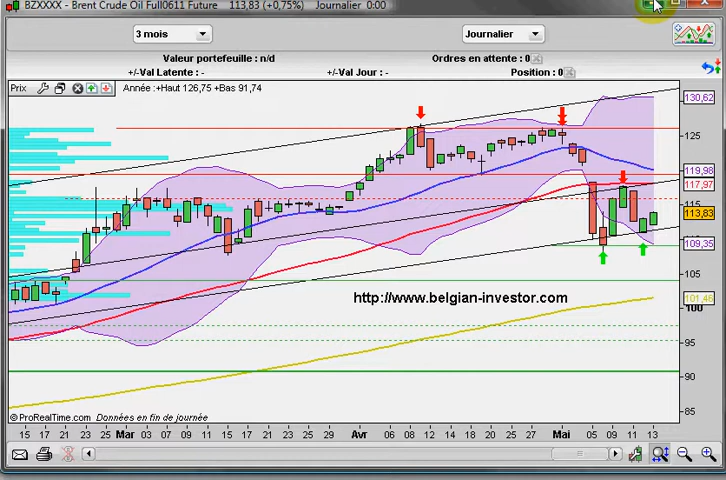 BZXXXX - Brent Crude Oil Full0611 Future 113,83 (+0,75%) Journalier 0:00
3 mois Journalier
Valeur portefeuille: n/d Ordres en attente: 0
+/-Val Latente: - +/-Val Jour: - Position: 0
Prix Année :+Haut 126,75 +Bas 91,74
130,62
125
119,98
117,97
115
113,83
110
109,35
105
101,46
100
95
90
85
http://www.belgian-investor.com
©ProRealTime.com Données en fin de journée
15 17 21 23 25 Mar 03 07 09 11 15 17 21 23 25 29 Avr 05 08 12 14 18 20 25 27 Mai 05 09 11 13